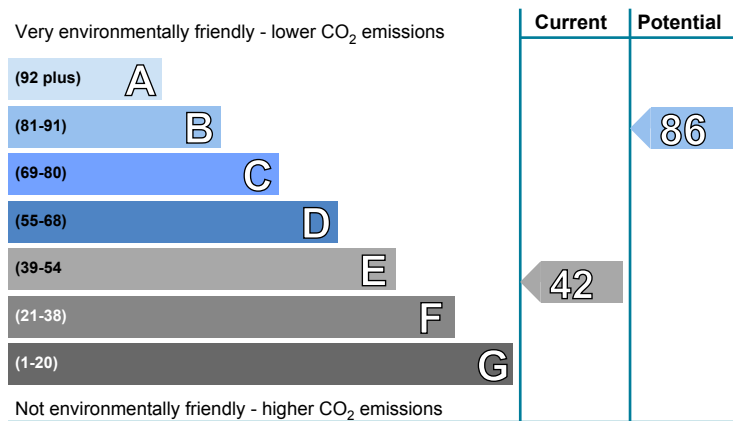 Current Potential
Very environmentally friendly - lower CO2 emissions
(92 plus) A
(81-91) B 86
(69-80) C
(55-68) D
(39-54 E 42
(21-38) F
(1-20) G
Not environmentally friendly - higher CO2 emissions